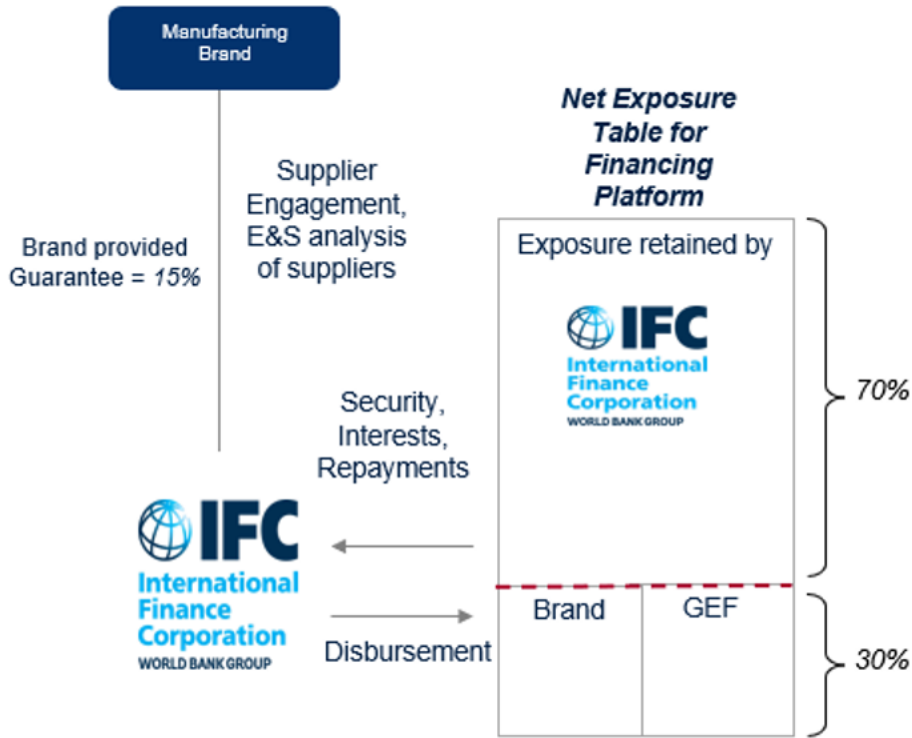 Manufacturing
Brand
Net Exposure
Table for
Financing
Platform
Supplier
Engagement,
E&S analysis
of suppliers
Brand provided
Guarantee = 15%
Exposure retained by
IFC
International
Finance
Corporation
WORLD BANK GROUP
70%
Security,
Interests,
Repayments
IFC
International
Finance
Corporation
WORLD BANK GROUP
Disbursement
Brand
GEF
30%